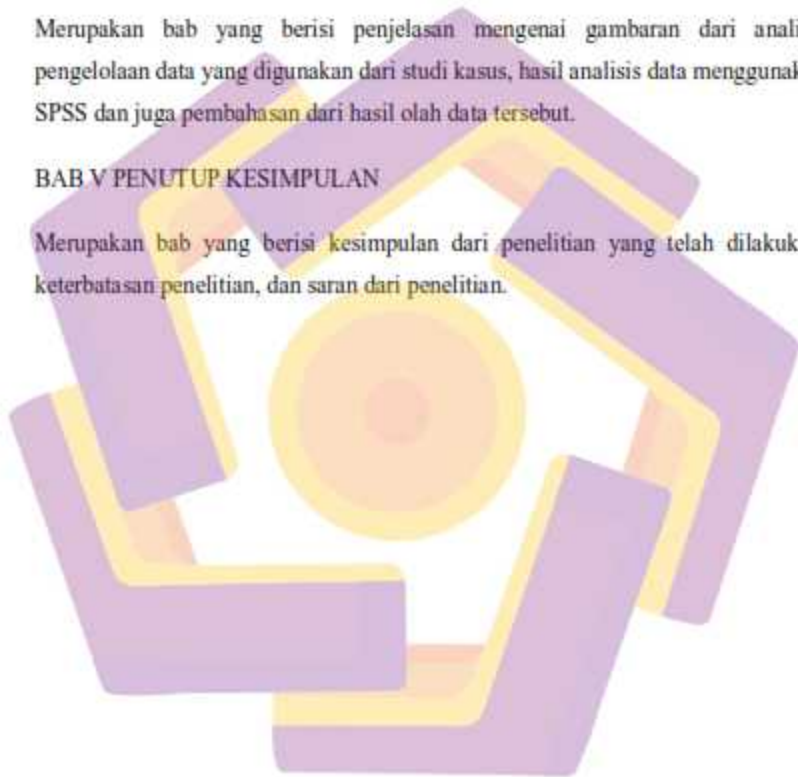 Merupakan bab yang berisi penjelasan mengenai gambaran dari anali
pengelolaan data yang digunakan dari studi kasus, hasil analisis data menggunak
SPSS dan juga pembahasan dari hasil olah data tersebut.
BAB V PENUTUP KESIMPULAN
Merupakan bab yang berisi kesimpulan dari penelitian yang telah dilakuk
keterbatasan penelitian, dan saran dari penelitian.